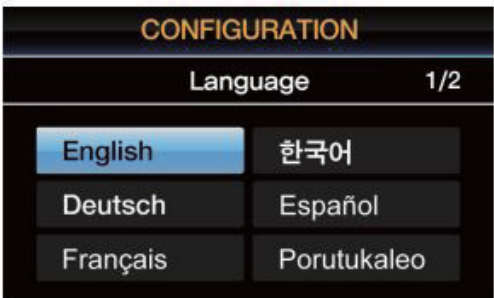 CONFIGURATION
Language 1/2
English 한국어
Deutsch Español
Français Porutukaleo